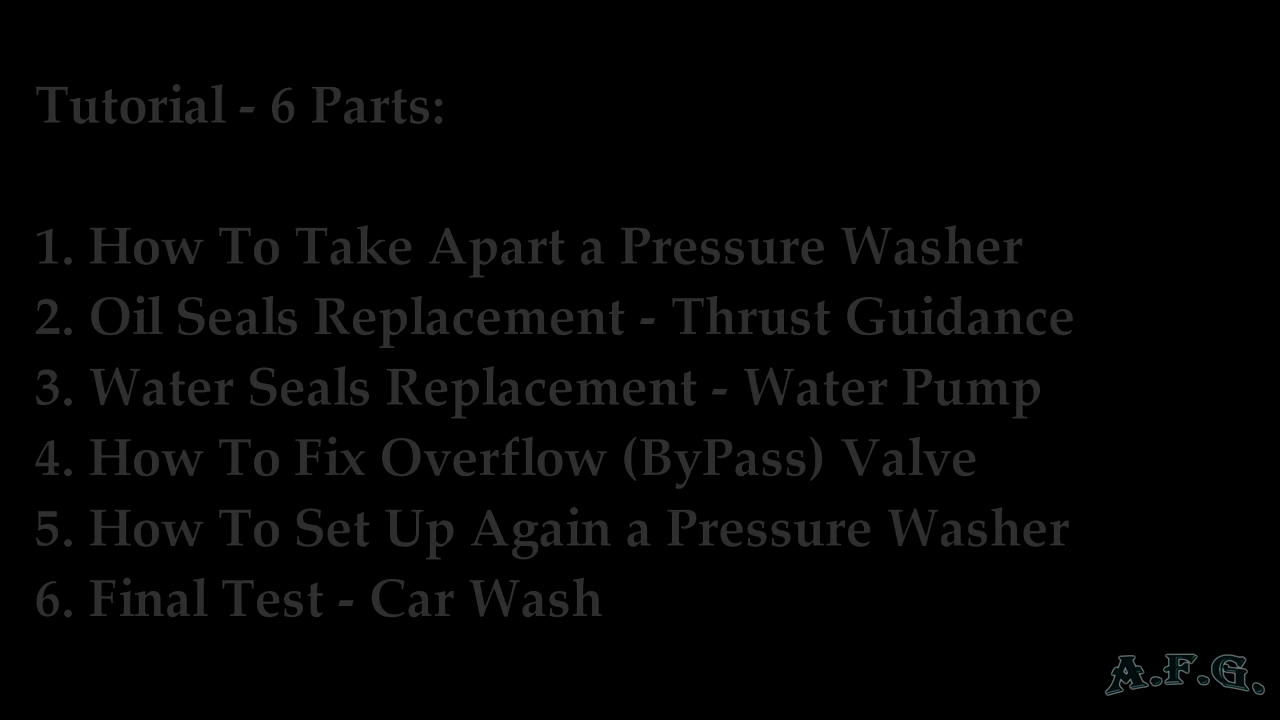 Tutorial - 6 Parts:
1. How To Take Apart a Pressure Washer
2. Oil Seals Replacement - Thrust Guidance
3. Water Seals Replacement - Water Pump
4. How To Fix Overflow (ByPass) Valve
5. How To Set Up Again a Pressure Washer
6. Final Test - Car Wash
A.F.G.